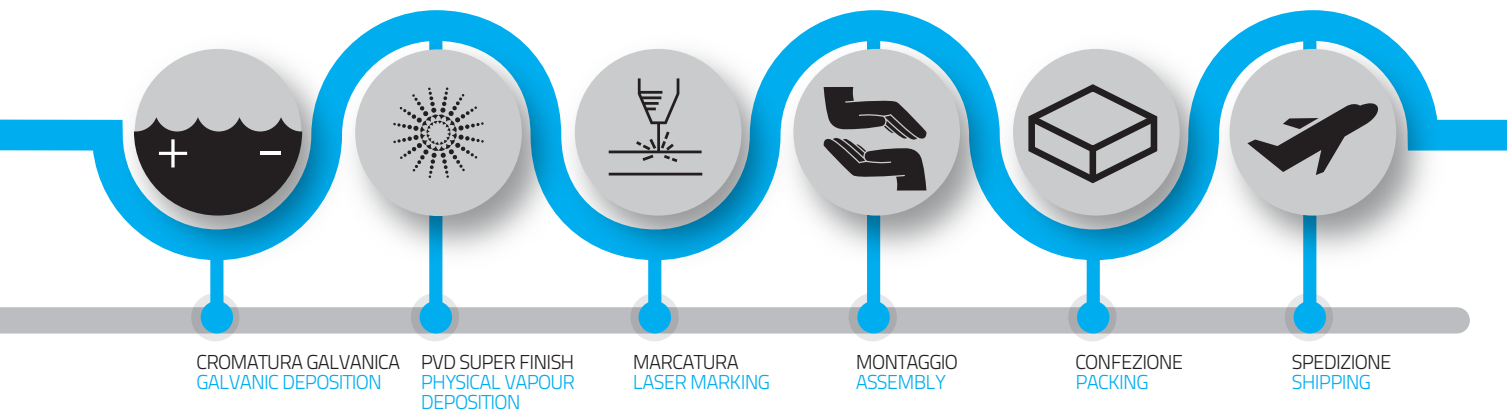 CROMATURA GALVANICA
GALVANIC DEPOSITION
PVD SUPER FINISH
PHYSICAL VAPOUR
DEPOSITION
MARCATURA
LASER MARKING
MONTAGGIO
ASSEMBLY
CONFEZIONE
PACKING
SPEDIZIONE
SHIPPING